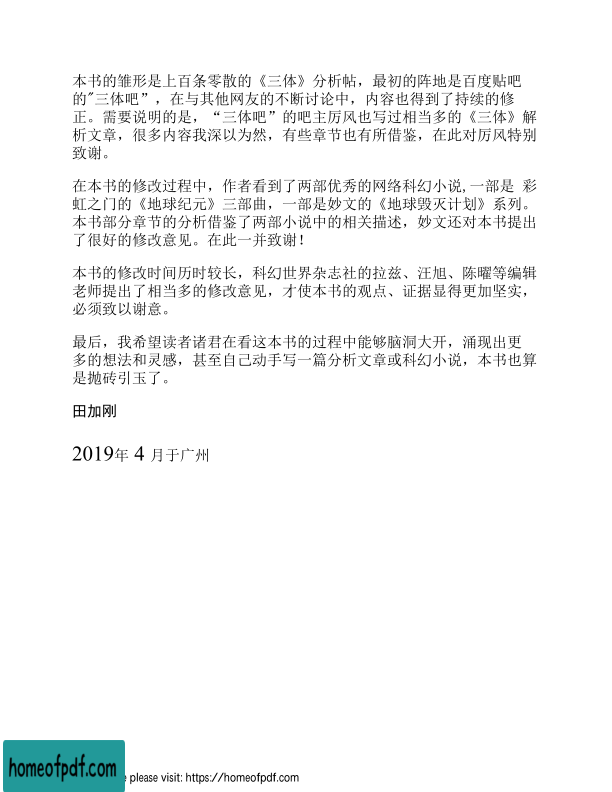 本书的雏形是上百条零散的《三体》分析帖，最初的阵地是百度贴吧
的"三体吧”，在与其他网友的不断讨论中，内容也得到了持续的修
正。需要说明的是，“三体吧”的吧主厉风也写过相当多的《三体》解
析文章，很多内容我深以为然，有些章节也有所借鉴，在此对厉风特别
致谢。
在本书的修改过程中，作者看到了两部优秀的网络科幻小说,一部是 彩
虹之门的《地球纪元》三部曲，一部是妙文的《地球毁灭计划》系列。
本书部分章节的分析借鉴了两部小说中的相关描述，妙文还对本书提出
了很好的修改意见。在此一并致谢！
本书的修改时间历时较长，科幻世界杂志社的拉兹、汪旭、陈曜等编辑
老师提出了相当多的修改意见，才使本书的观点、证据显得更加坚实，
必须致以谢意。
最后，我希望读者诸君在看这本书的过程中能够脑洞大开，涌现出更
多的想法和灵感，甚至自己动手写一篇分析文章或科幻小说，本书也算
是抛砖引玉了。
田加刚
2019年 4 月于广州
homeofpdf.com
e please visit: https://homeofpdf.com